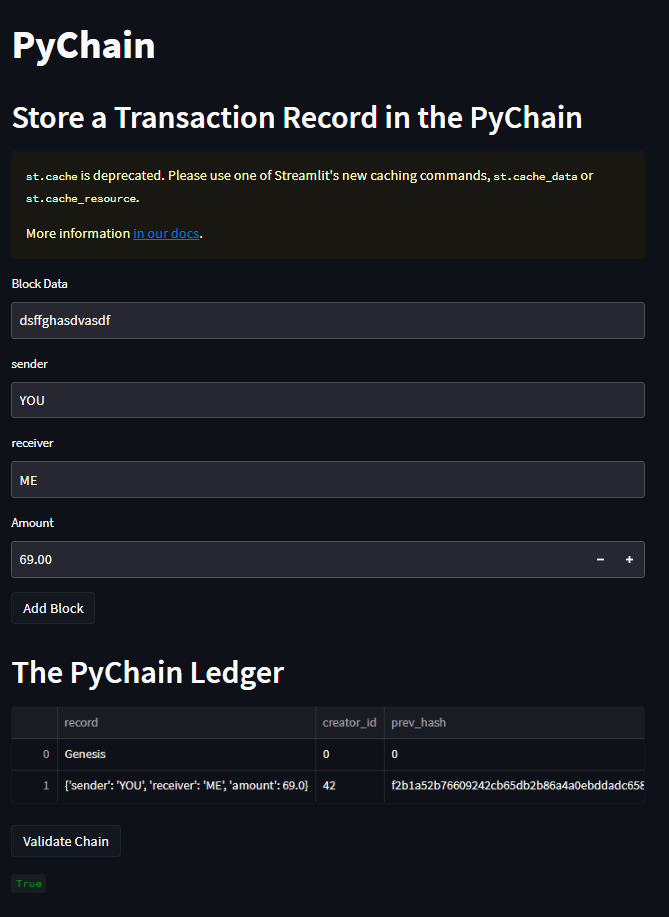 PyChain
Store a Transaction Record in the PyChain
st.cache is deprecated. Please use one of Streamlit's new caching commands, st.cache_data or
st.cache_resource.
More information in our docs.
Block Data
dsffghasdvasdf
sender
YOU
receiver
ME
Amount
69.00 − +
Add Block
The PyChain Ledger
record creator_id prev_hash
0 Genesis 0 0
1 {'sender': 'YOU', 'receiver': 'ME', 'amount': 69.0} 42 f2b1a52b76609242cb65db2b86a4a0ebddadc658
Validate Chain
True